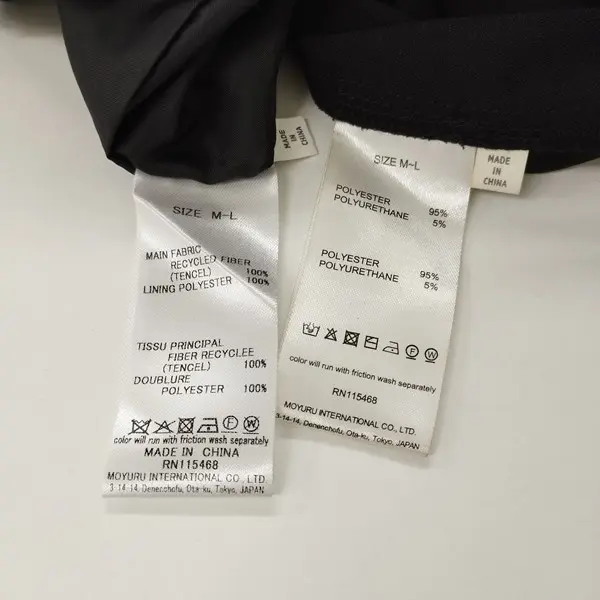 MADE
IN
CHINA
SIZE M-L
MAIN FABRIC
RECYCLED FIBER
(TENCEL) 100%
LINING POLYESTER 100%
TISSU PRINCIPAL
FIBER RECYCLEE
(TENCEL) 100%
DOUBLURE
POLYESTER 100%
F W
color will run with friction wash separately
MADE IN CHINA
RN115468
MOYURU INTERNATIONAL CO., LTD
3-14-14, Denenchofu, Ota-ku, Tokyo, JAPAN
MADE
IN
CHINA
SIZE M-L
POLYESTER 95%
POLYURETHANE 5%
POLYESTER 95%
POLYURETHANE 5%
F W
color will run with friction wash separately
RN115468
MOYURU INTERNATIONAL CO., LTD.
3-14-14, Denenchofu, Ota-ku, Tokyo, JAPAN